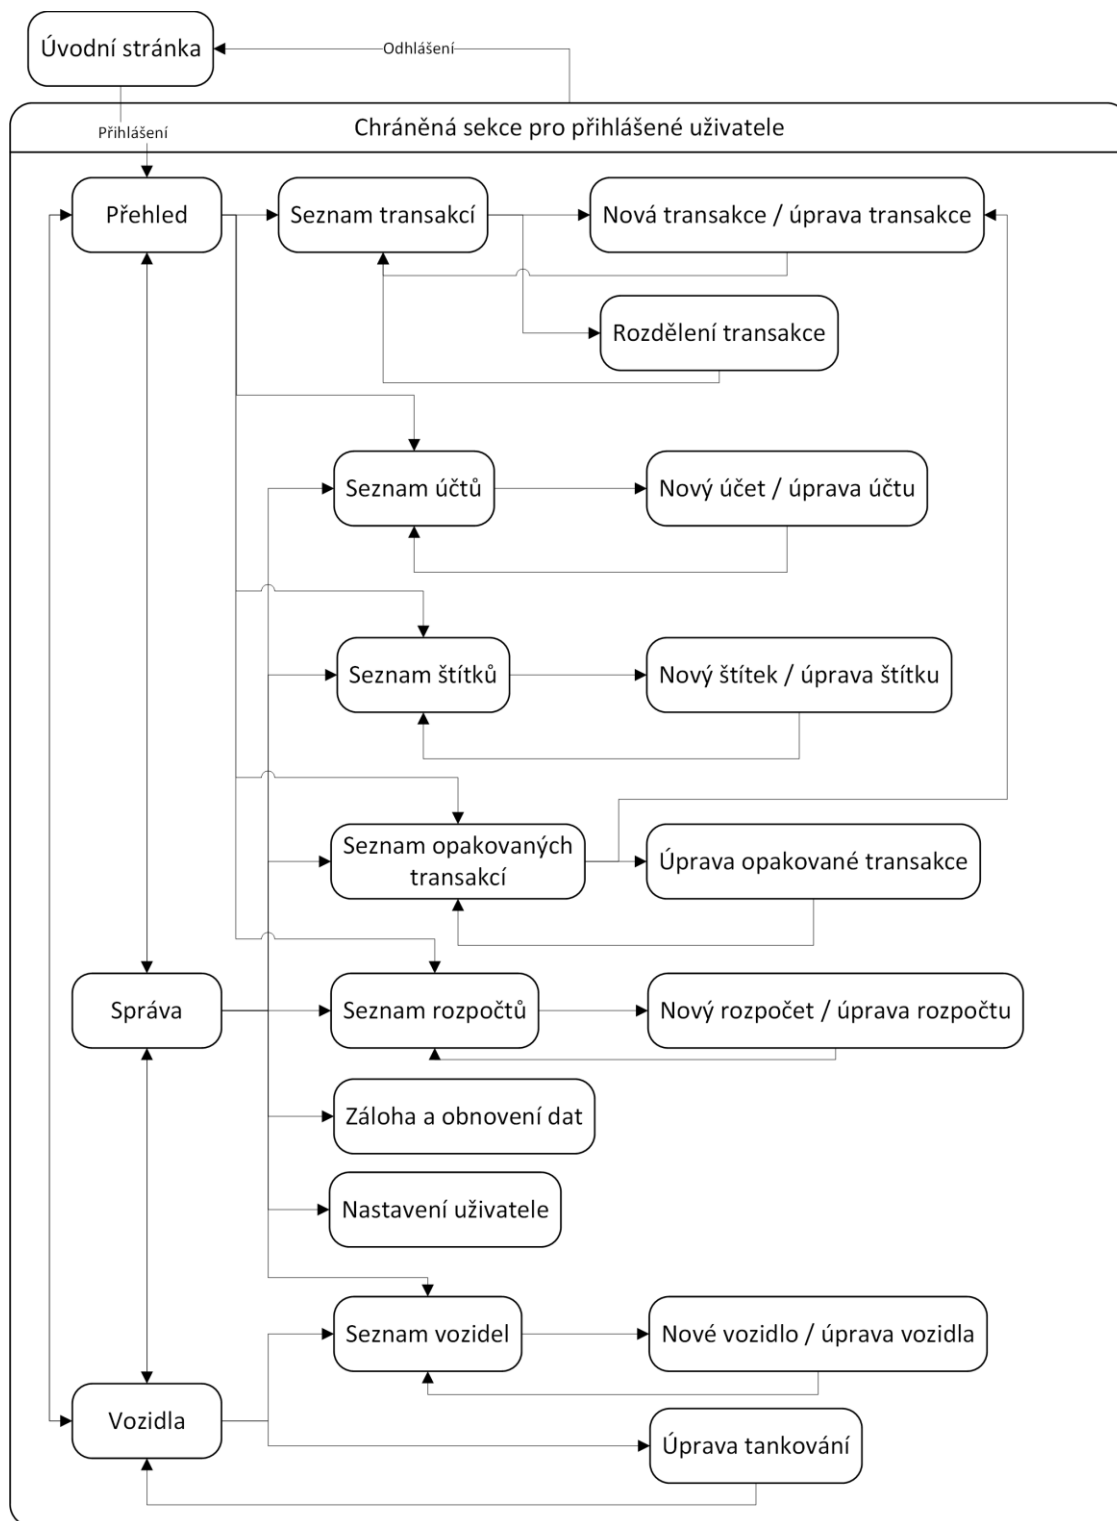 Úvodní stránka
Odhlášení
Chráněná sekce pro přihlášené uživatele
Přihlášení
Přehled
Seznam transakcí
Nová transakce / úprava transakce
Rozdělení transakce
Seznam účtů
Nový účet / úprava účtu
Seznam štítků
Nový štítek / úprava štítku
Seznam opakovaných
transakcí
Úprava opakované transakce
Správa
Seznam rozpočtů
Nový rozpočet / úprava rozpočtu
Záloha a obnovení dat
Nastavení uživatele
Seznam vozidel
Nové vozidlo / úprava vozidla
Vozidla
Úprava tankování